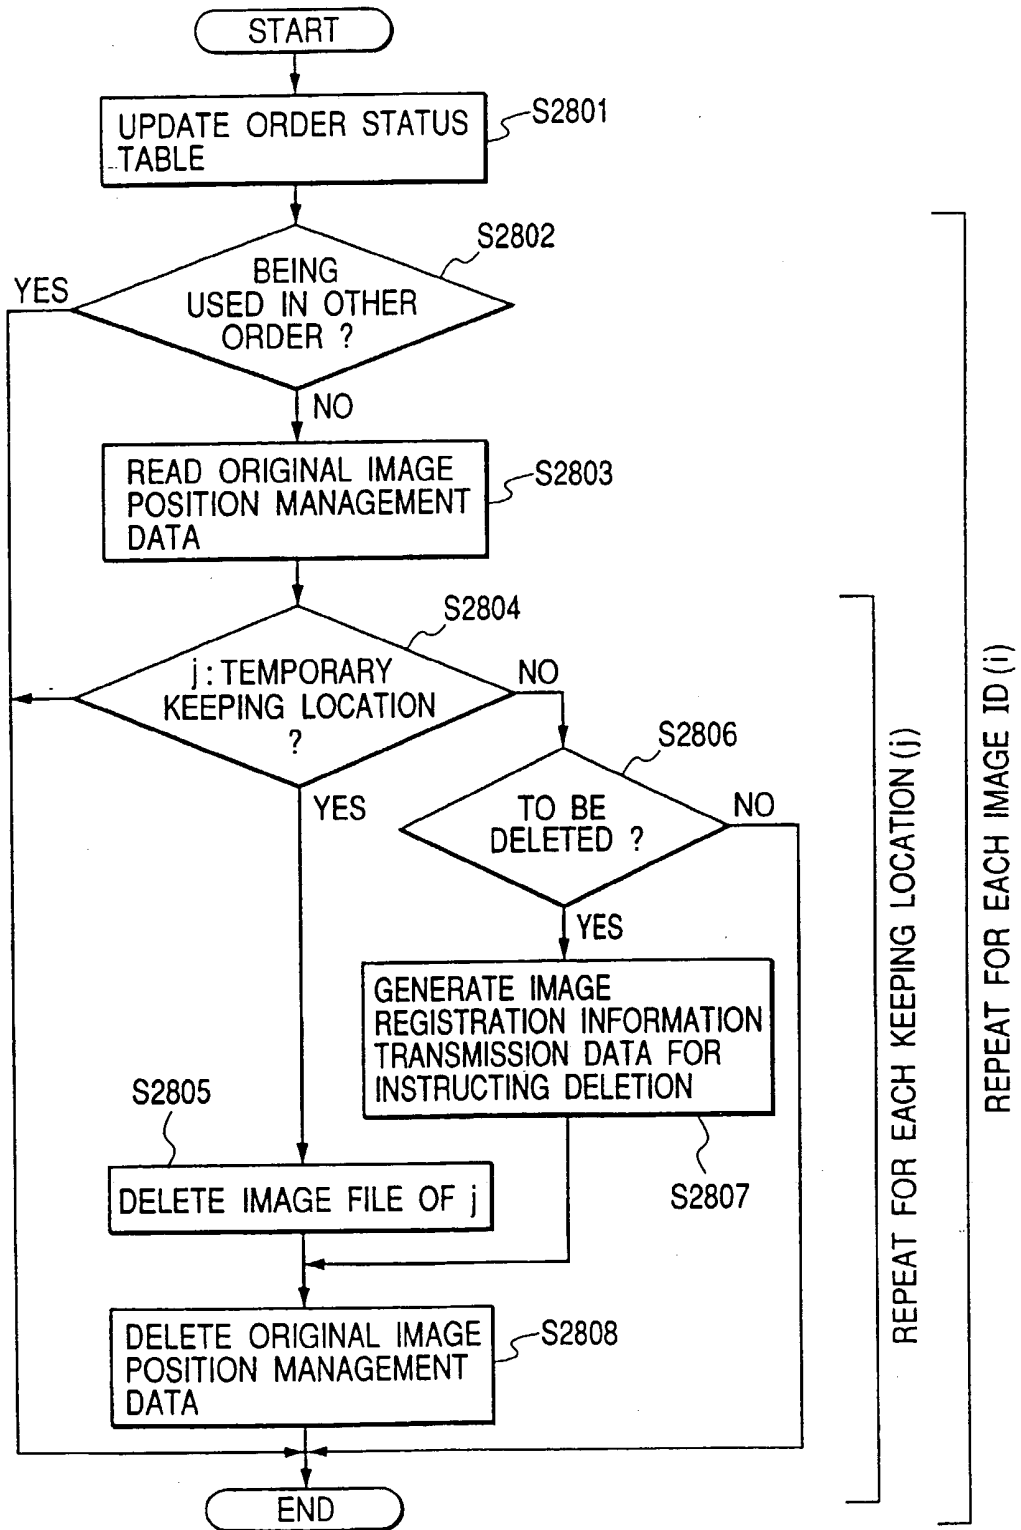 START
UPDATE ORDER STATUS
TABLE
S2801
S2802
BEING
USED IN OTHER
ORDER ?
YES
NO
READ ORIGINAL IMAGE
POSITION MANAGEMENT
DATA
S2803
S2804
j : TEMPORARY
KEEPING LOCATION
?
NO
YES
S2806
TO BE
DELETED ?
NO
YES
GENERATE IMAGE
REGISTRATION INFORMATION
TRANSMISSION DATA FOR
INSTRUCTING DELETION
S2807
S2805
DELETE IMAGE FILE OF j
DELETE ORIGINAL IMAGE
POSITION MANAGEMENT
DATA
S2808
END
REPEAT FOR EACH KEEPING LOCATION (j)
REPEAT FOR EACH IMAGE ID (i)